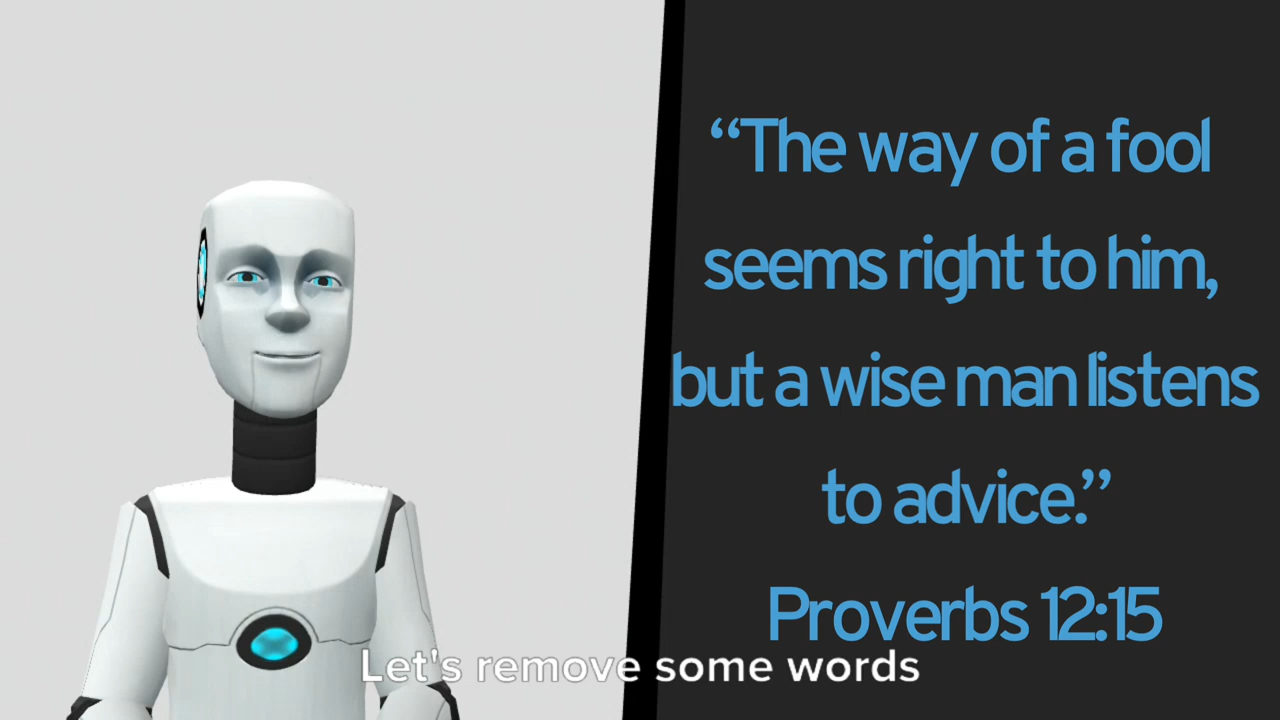 “The way of a fool
seems right to him,
but a wise man listens
to advice.”
Proverbs 12:15
Let's remove some words